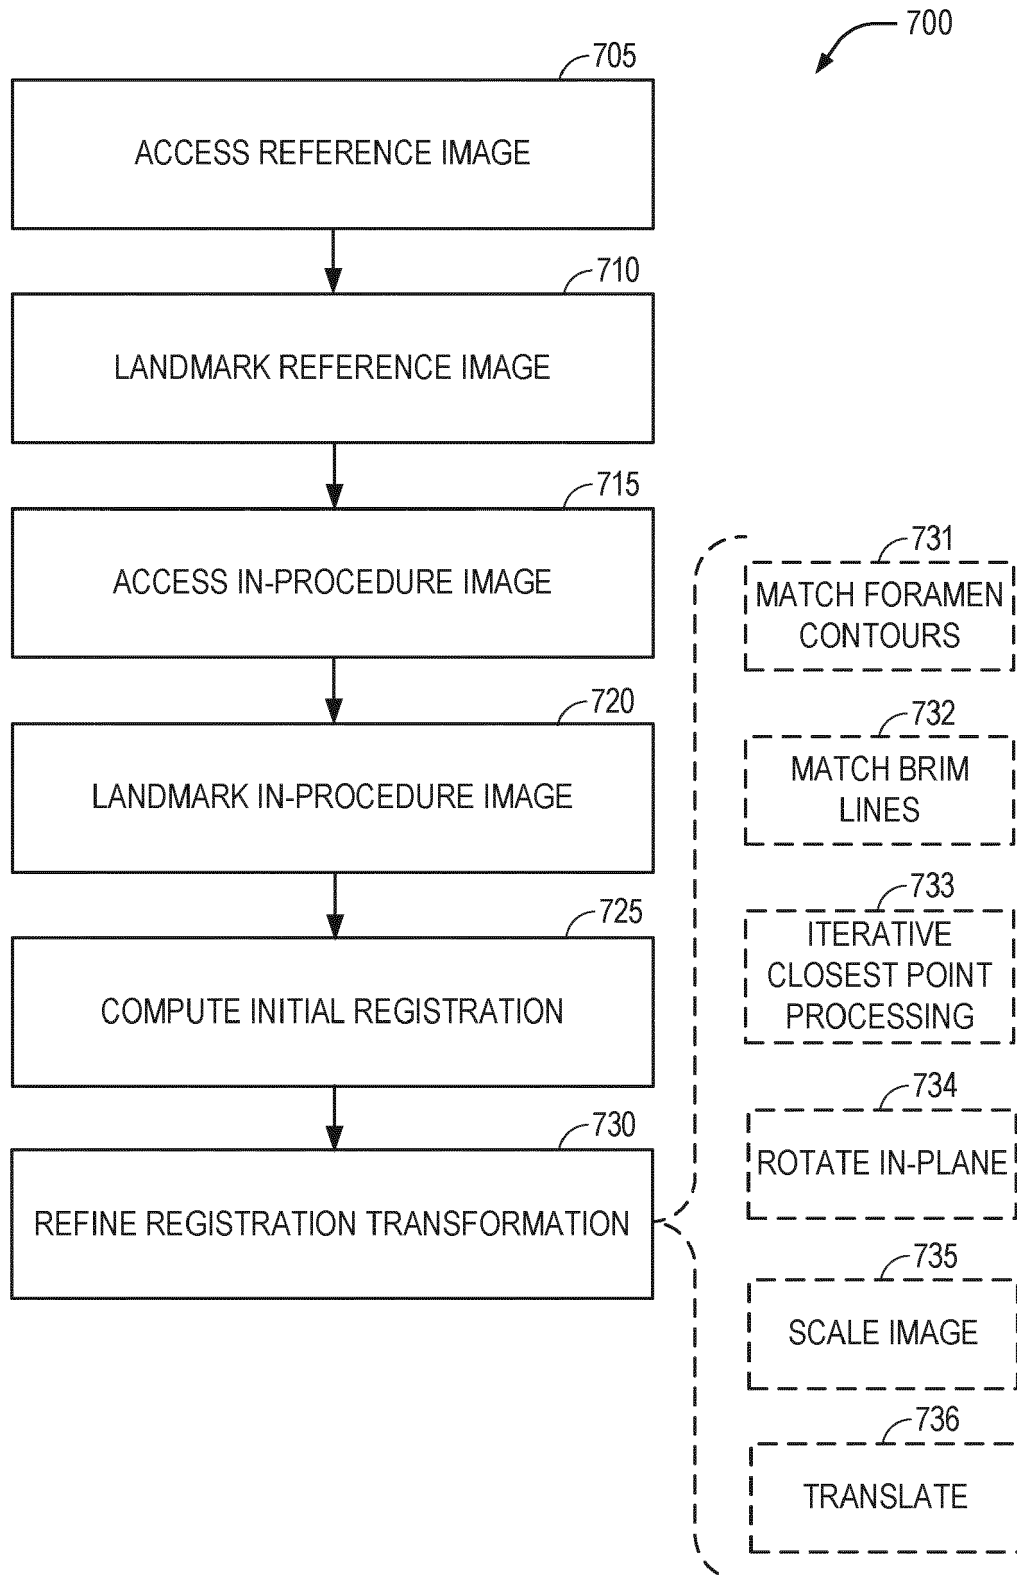 700
705
ACCESS REFERENCE IMAGE
710
LANDMARK REFERENCE IMAGE
715
ACCESS IN-PROCEDURE IMAGE
720
LANDMARK IN-PROCEDURE IMAGE
725
COMPUTE INITIAL REGISTRATION
730
REFINE REGISTRATION TRANSFORMATION
731
MATCH FORAMEN
CONTOURS
732
MATCH BRIM
LINES
733
ITERATIVE
CLOSEST POINT
PROCESSING
734
ROTATE IN-PLANE
735
SCALE IMAGE
736
TRANSLATE